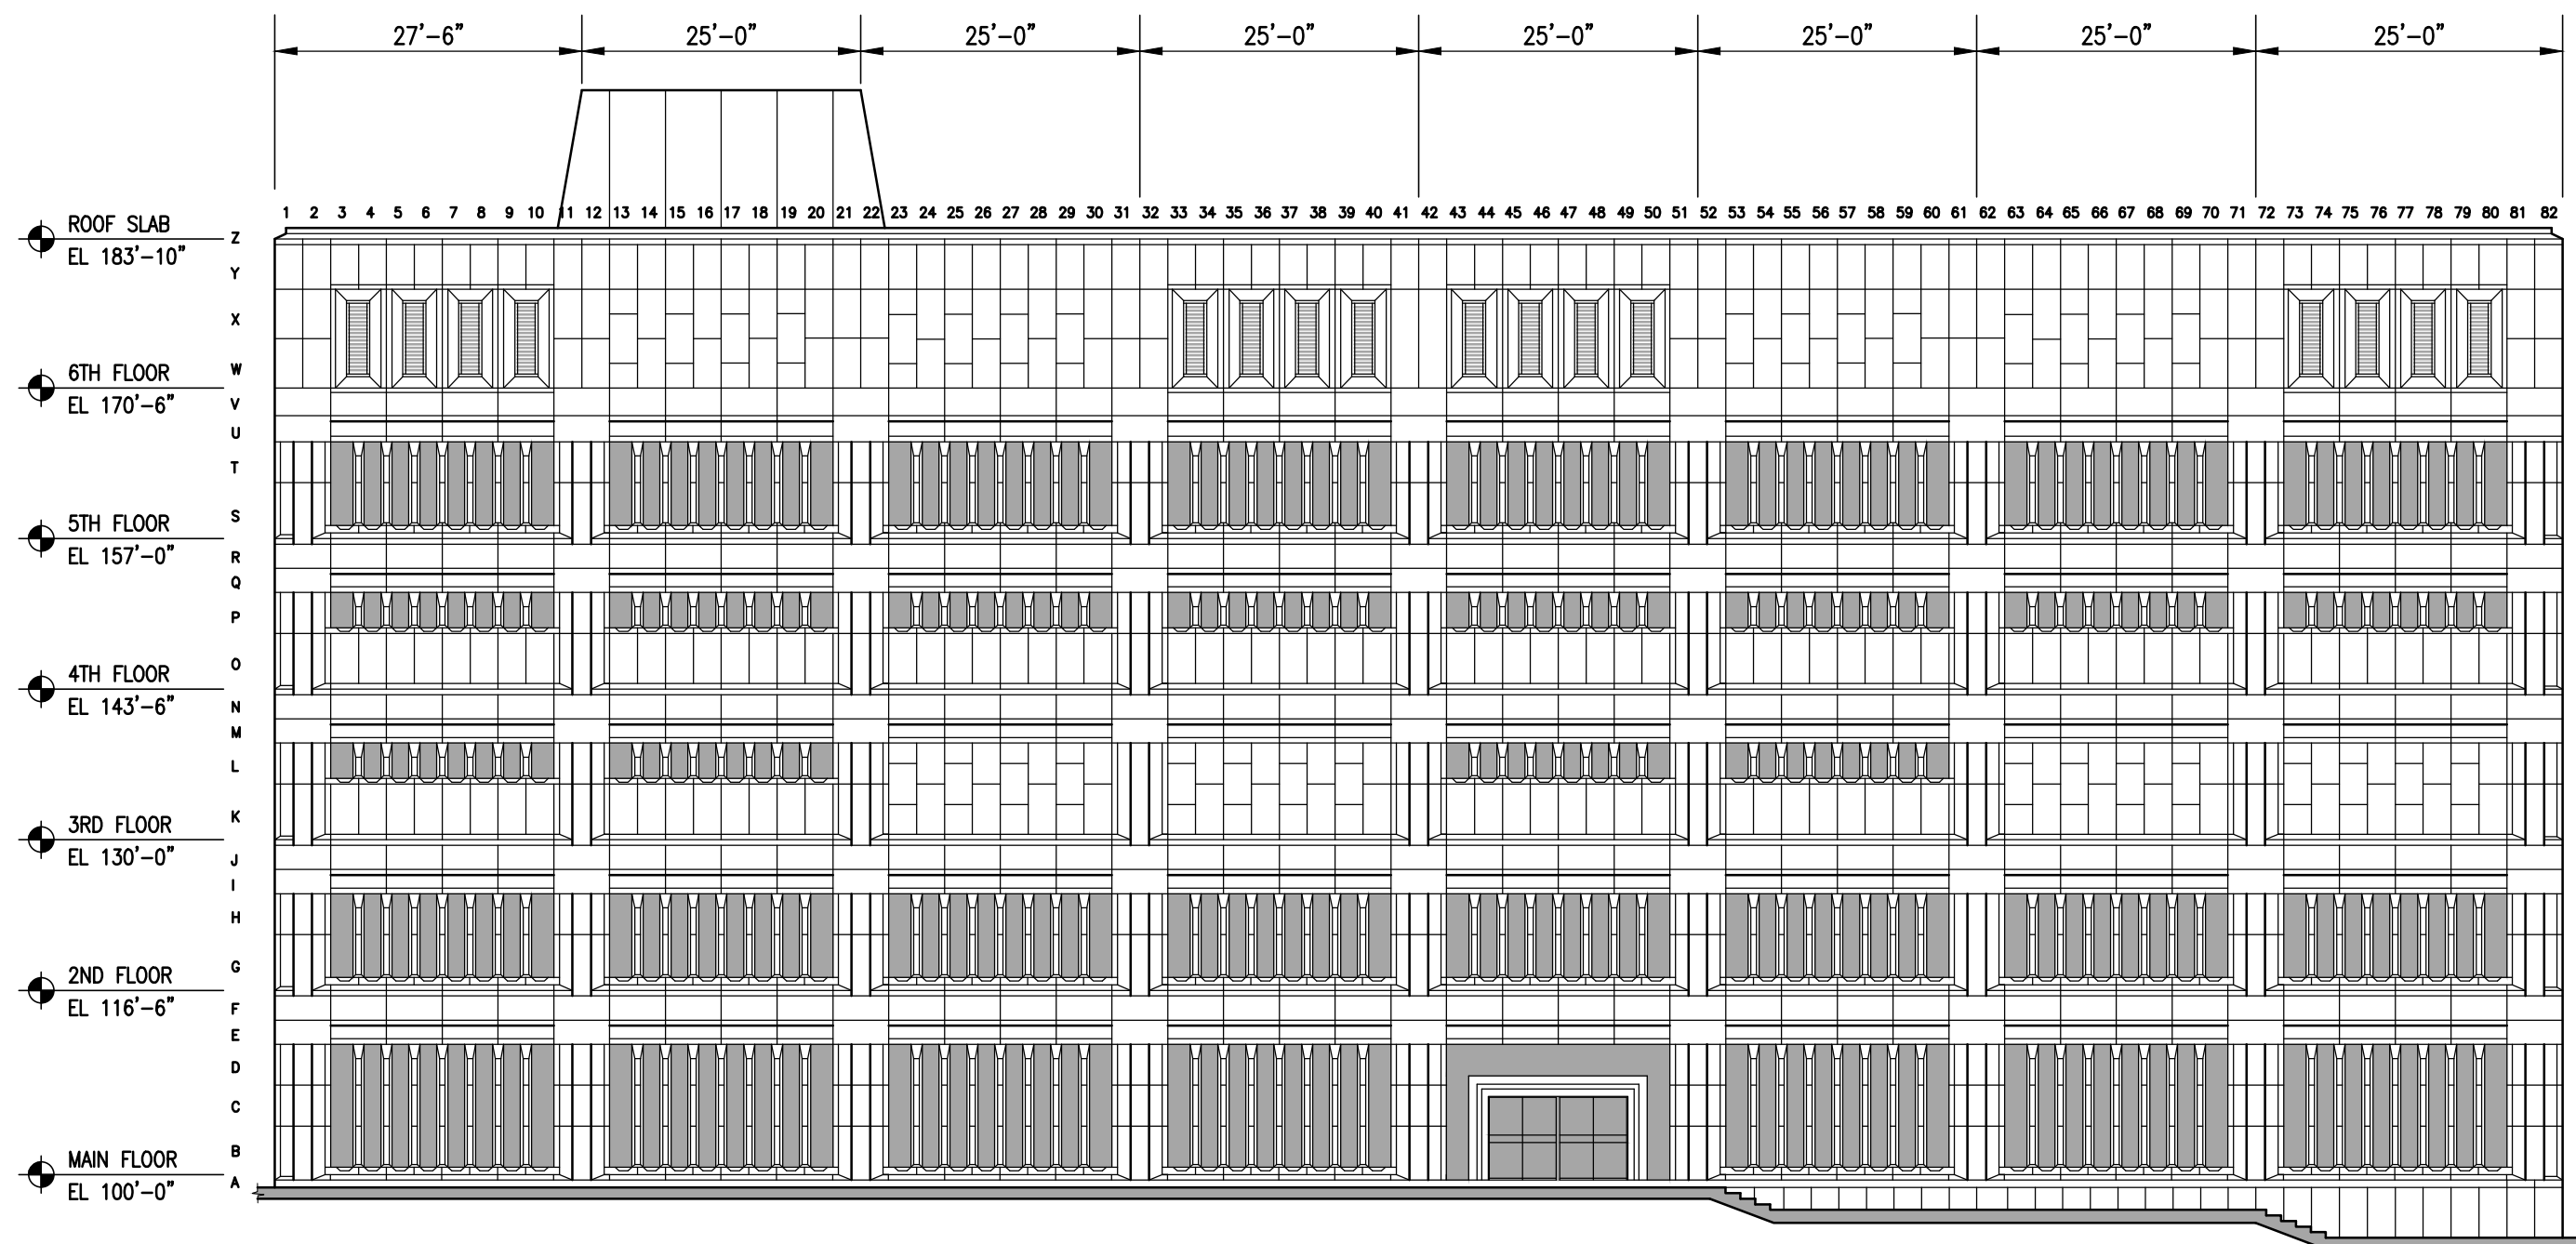 27'-6" 25'-0" 25'-0" 25'-0" 25'-0" 25'-0" 25'-0" 25'-0"
1 2 3 4 5 6 7 8 9 10 11 12 13 14 15 16 17 18 19 20 21 22 23 24 25 26 27 28 29 30 31 32 33 34 35 36 37 38 39 40 41 42 43 44 45 46 47 48 49 50 51 52 53 54 55 56 57 58 59 60 61 62 63 64 65 66 67 68 69 70 71 72 73 74 75 76 77 78 79 80 81 82
ROOF SLAB
EL 183'-10"
Z
Y
X
W
6TH FLOOR
EL 170'-6"
V
U
T
S
5TH FLOOR
EL 157'-0"
R
Q
P
O
4TH FLOOR
EL 143'-6"
N
M
L
K
3RD FLOOR
EL 130'-0"
J
I
H
G
2ND FLOOR
EL 116'-6"
F
E
D
C
B
MAIN FLOOR
EL 100'-0"
A